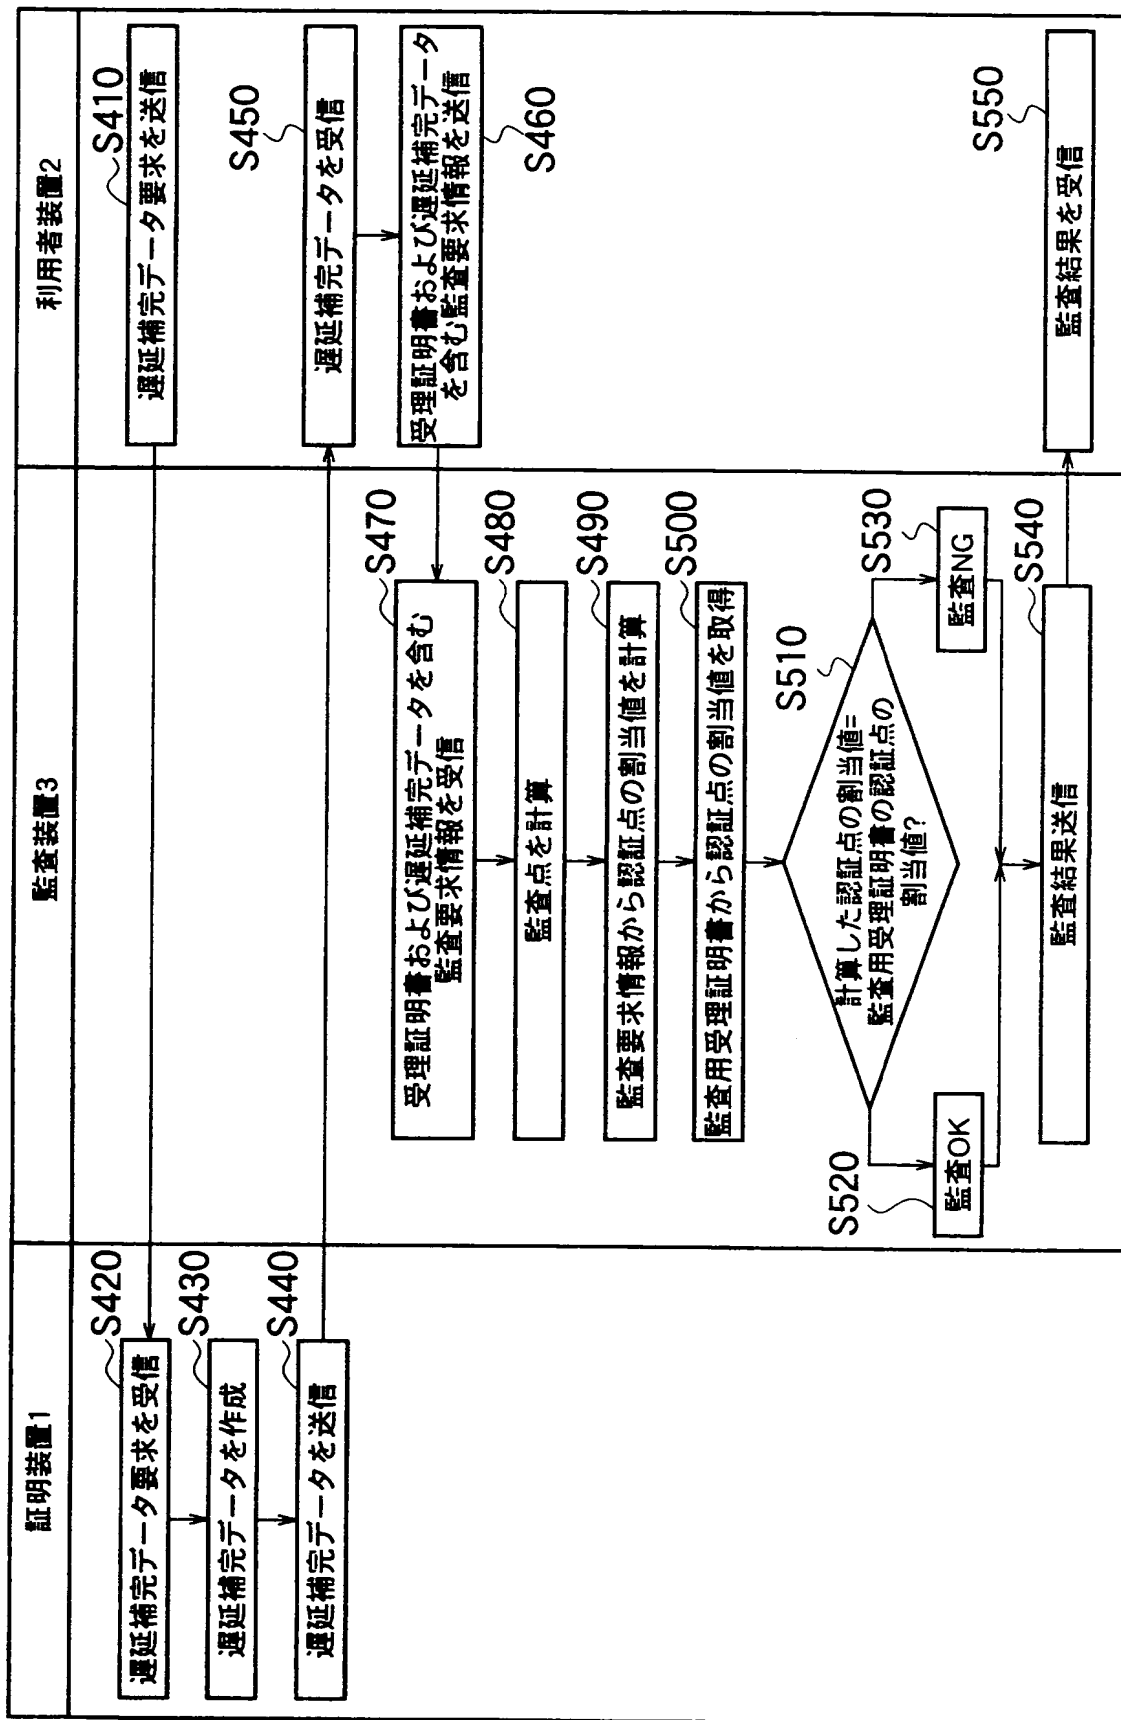 証明装置1
監査装置3
利用者装置2
S410
遅延補完データ要求を送信
S420
遅延補完データ要求を受信
S430
遅延補完データを作成
S440
遅延補完データを送信
S450
遅延補完データを受信
S460
受理証明書および遅延補完データ
を含む監査要求情報を送信
S470
受理証明書および遅延補完データを含む
監査要求情報を受信
S480
監査点を計算
S490
監査要求情報から認証点の割当値を計算
S500
監査用受理証明書から認証点の割当値を取得
S510
計算した認証点の割当値=
監査用受理証明書の認証点の
割当値?
S520
監査OK
S530
監査NG
S540
監査結果送信
S550
監査結果を受信